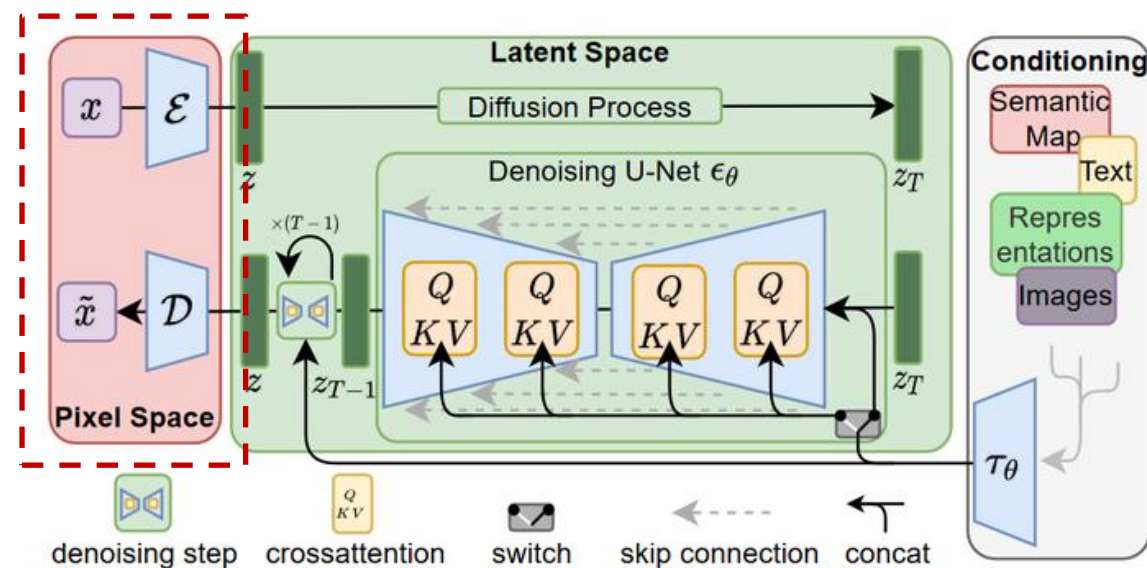 Latent Space
Conditioning
x
ℰ
Diffusion Process
Semantic
Map
z
Denoising U-Net ϵ_θ
z_T
Text
×(T−1)
Repres
entations
Q
KV
Q
KV
Q
KV
Q
KV
Images
x̃
𝒟
z
z_{T−1}
z_T
Pixel Space
τ_θ
Q
KV
denoising step
crossattention
switch
skip connection
concat